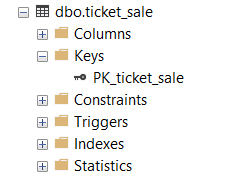 dbo.ticket_sale
Columns
Keys
PK_ticket_sale
Constraints
Triggers
Indexes
Statistics